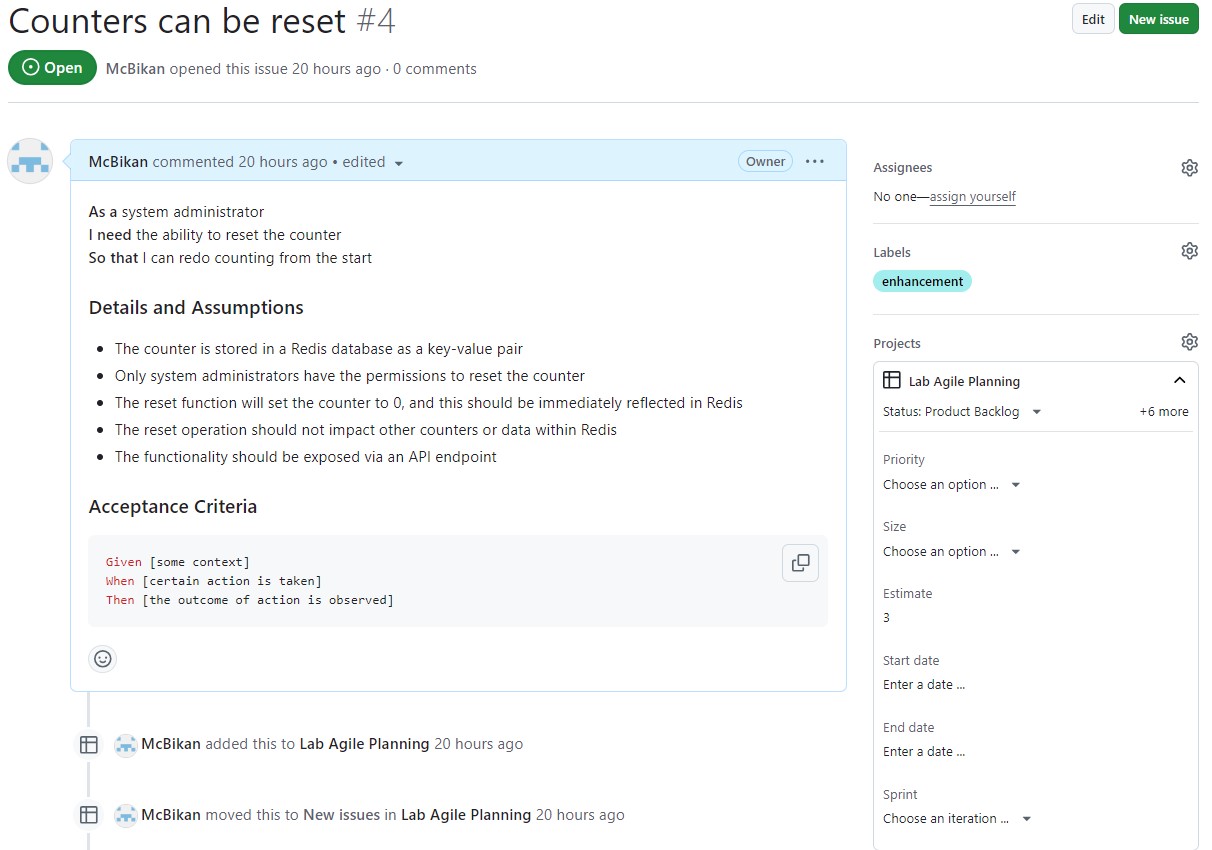 Counters can be reset #4
Edit
New issue
Open
McBikan opened this issue 20 hours ago · 0 comments
McBikan commented 20 hours ago • edited
Owner
As a system administrator
I need the ability to reset the counter
So that I can redo counting from the start
Details and Assumptions
• The counter is stored in a Redis database as a key-value pair
• Only system administrators have the permissions to reset the counter
• The reset function will set the counter to 0, and this should be immediately reflected in Redis
• The reset operation should not impact other counters or data within Redis
• The functionality should be exposed via an API endpoint
Acceptance Criteria
Given [some context]
When [certain action is taken]
Then [the outcome of action is observed]
McBikan added this to Lab Agile Planning 20 hours ago
McBikan moved this to New issues in Lab Agile Planning 20 hours ago
Assignees
No one—assign yourself
Labels
enhancement
Projects
Lab Agile Planning
Status: Product Backlog
+6 more
Priority
Choose an option ...
Size
Choose an option ...
Estimate
3
Start date
Enter a date ...
End date
Enter a date ...
Sprint
Choose an iteration ...